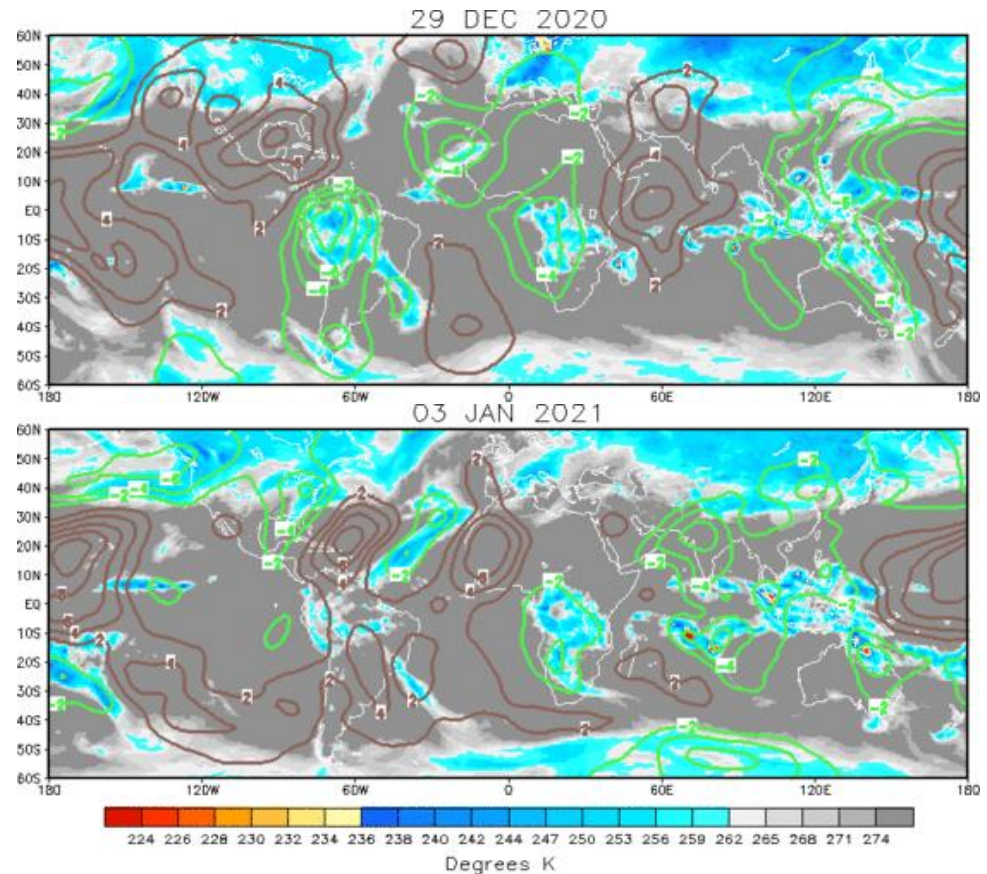 29 DEC 2020
60N
50N
40N
30N
20N
10N
EQ
10S
20S
30S
40S
50S
60S
180 120W 60W 0 60E 120E 180
03 JAN 2021
60N
50N
40N
30N
20N
10N
EQ
10S
20S
30S
40S
50S
60S
180 120W 60W 0 60E 120E 180
224 226 228 230 232 234 236 238 240 242 244 247 250 253 256 259 262 265 268 271 274
Degrees K